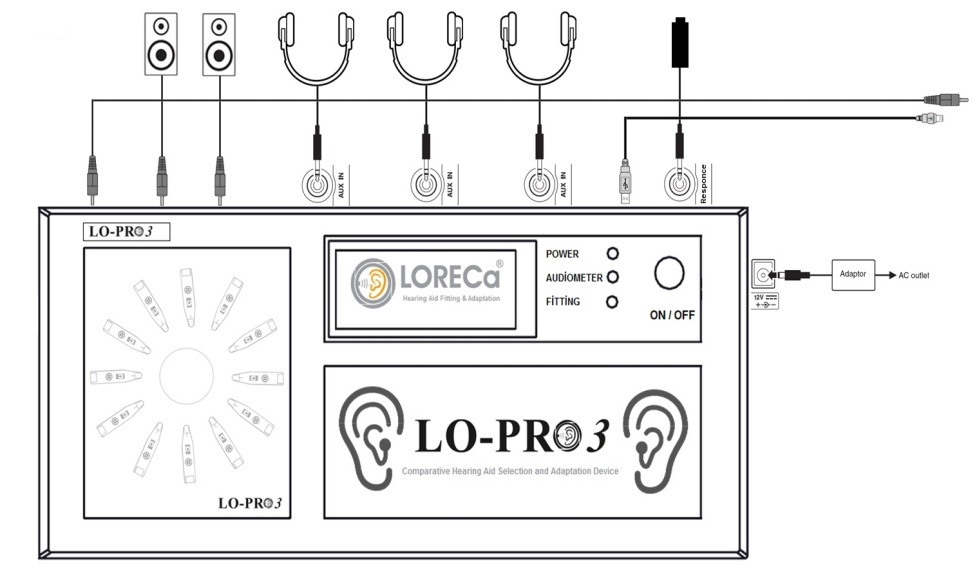 AUX IN
AUX IN
AUX IN
Responce
LO-PRO3
LORECa®
Hearing Aid Fitting & Adaptation
POWER
AUDİOMETER
FİTTİNG
ON / OFF
12V
Adaptor
AC outlet
LO-PRO3
Comparative Hearing Aid Selection and Adaptation Device
LO-PRO3